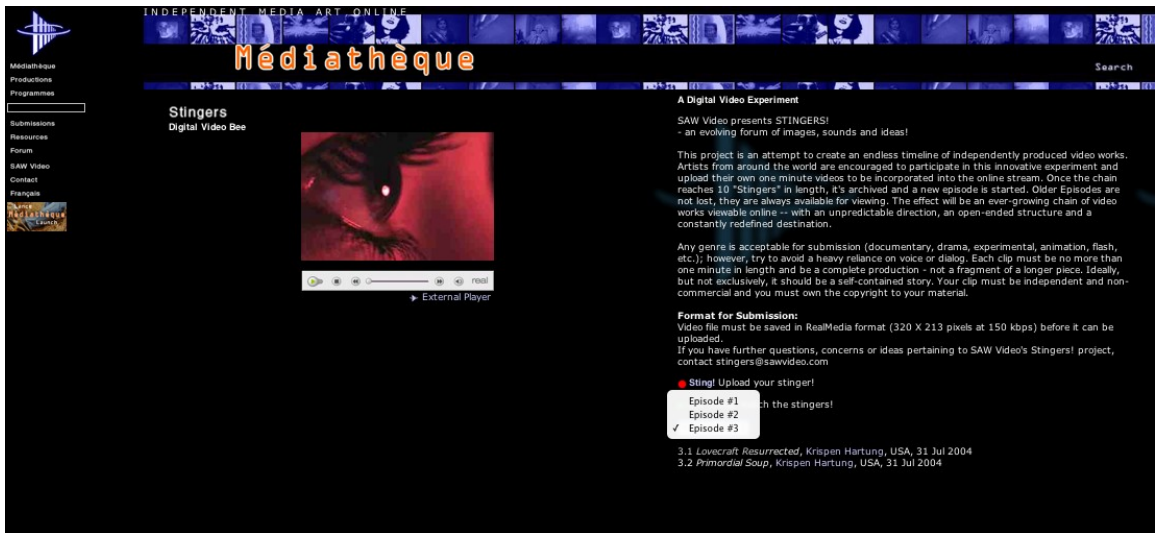 INDEPENDENT MEDIA ART ONLINE
Médiathèque
Search
Médiathèque
Productions
Programmes
Submissions
Resources
Forum
SAW Video
Contact
Français
Lance
Médiathèque
Launch
Stingers
Digital Video Bee
real
External Player
A Digital Video Experiment
SAW Video presents STINGERS!
- an evolving forum of images, sounds and ideas!
This project is an attempt to create an endless timeline of independently produced video works.
Artists from around the world are encouraged to participate in this innovative experiment and
upload their own one minute videos to be incorporated into the online stream. Once the chain
reaches 10 "Stingers" in length, it's archived and a new episode is started. Older Episodes are
not lost, they are always available for viewing. The effect will be an ever-growing chain of video
works viewable online -- with an unpredictable direction, an open-ended structure and a
constantly redefined destination.
Any genre is acceptable for submission (documentary, drama, experimental, animation, flash,
etc.); however, try to avoid a heavy reliance on voice or dialog. Each clip must be no more than
one minute in length and be a complete production - not a fragment of a longer piece. Ideally,
but not exclusively, it should be a self-contained story. Your clip must be independent and non-
commercial and you must own the copyright to your material.
Format for Submission:
Video file must be saved in RealMedia format (320 X 213 pixels at 150 kbps) before it can be
uploaded.
If you have further questions, concerns or ideas pertaining to SAW Video's Stingers! project,
contact stingers@sawvideo.com
Sting! Upload your stinger!
Episode #1
the stingers!
Episode #2
✓ Episode #3
3.1 Lovecraft Resurrected, Krispen Hartung, USA, 31 Jul 2004
3.2 Primordial Soup, Krispen Hartung, USA, 31 Jul 2004